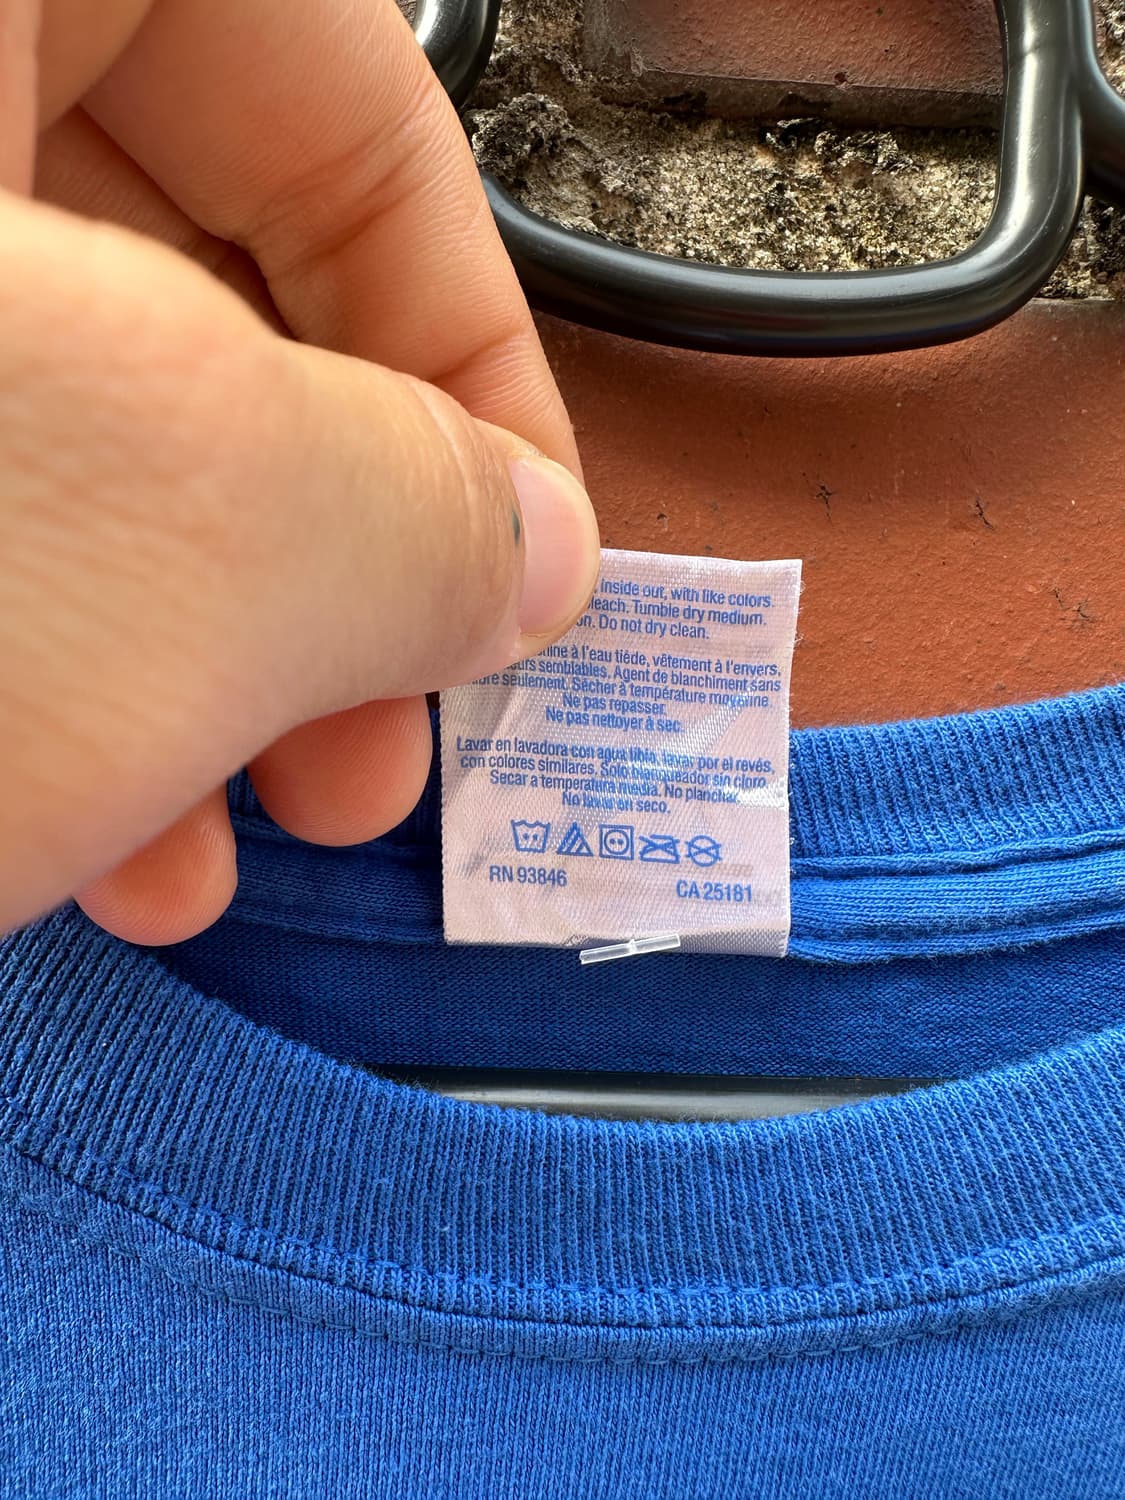 inside out, with like colors.
Tumble dry medium.
Do not dry clean.
à l'eau tiède, vêtement à l'envers,
semblables. Agent de blanchiment sans
seulement. Sécher à température moyenne.
Ne pas repasser.
Ne pas nettoyer à sec.
Lavar en lavadora con agua tibia, lavar por el revés,
con colores similares. Solo blanqueador sin cloro.
Secar a temperatura media. No planchar.
No lavar en seco.
RN 93846
CA 25181